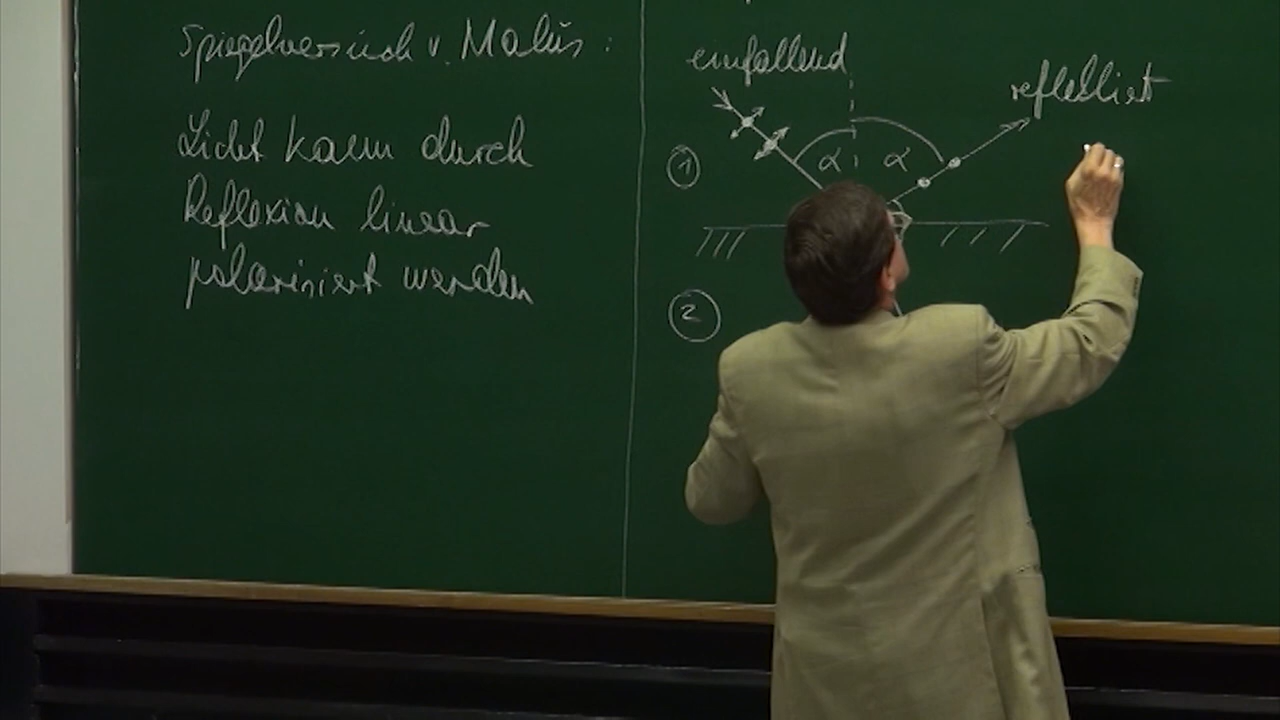 Spiegelversuch v. Malus:
Licht kann durch
Reflexion linear
polarisiert werden
einfallend
reflektiert
α α
1
2